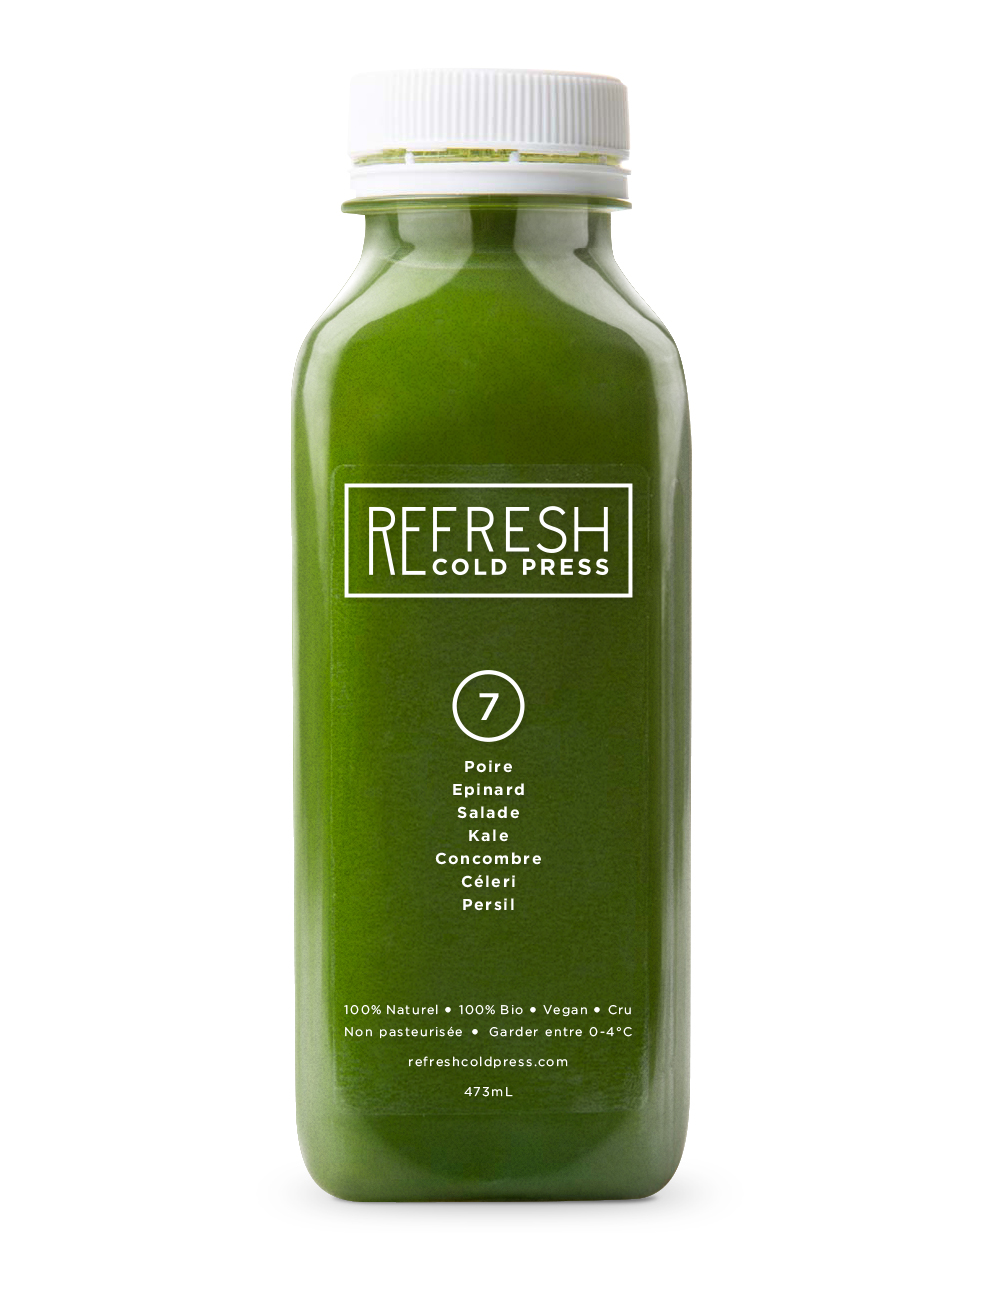 REFRESH
COLD PRESS
7
Poire
Epinard
Salade
Kale
Concombre
Céleri
Persil
100% Naturel • 100% Bio • Vegan • Cru
Non pasteurisée • Garder entre 0-4°C
refreshcoldpress.com
473mL